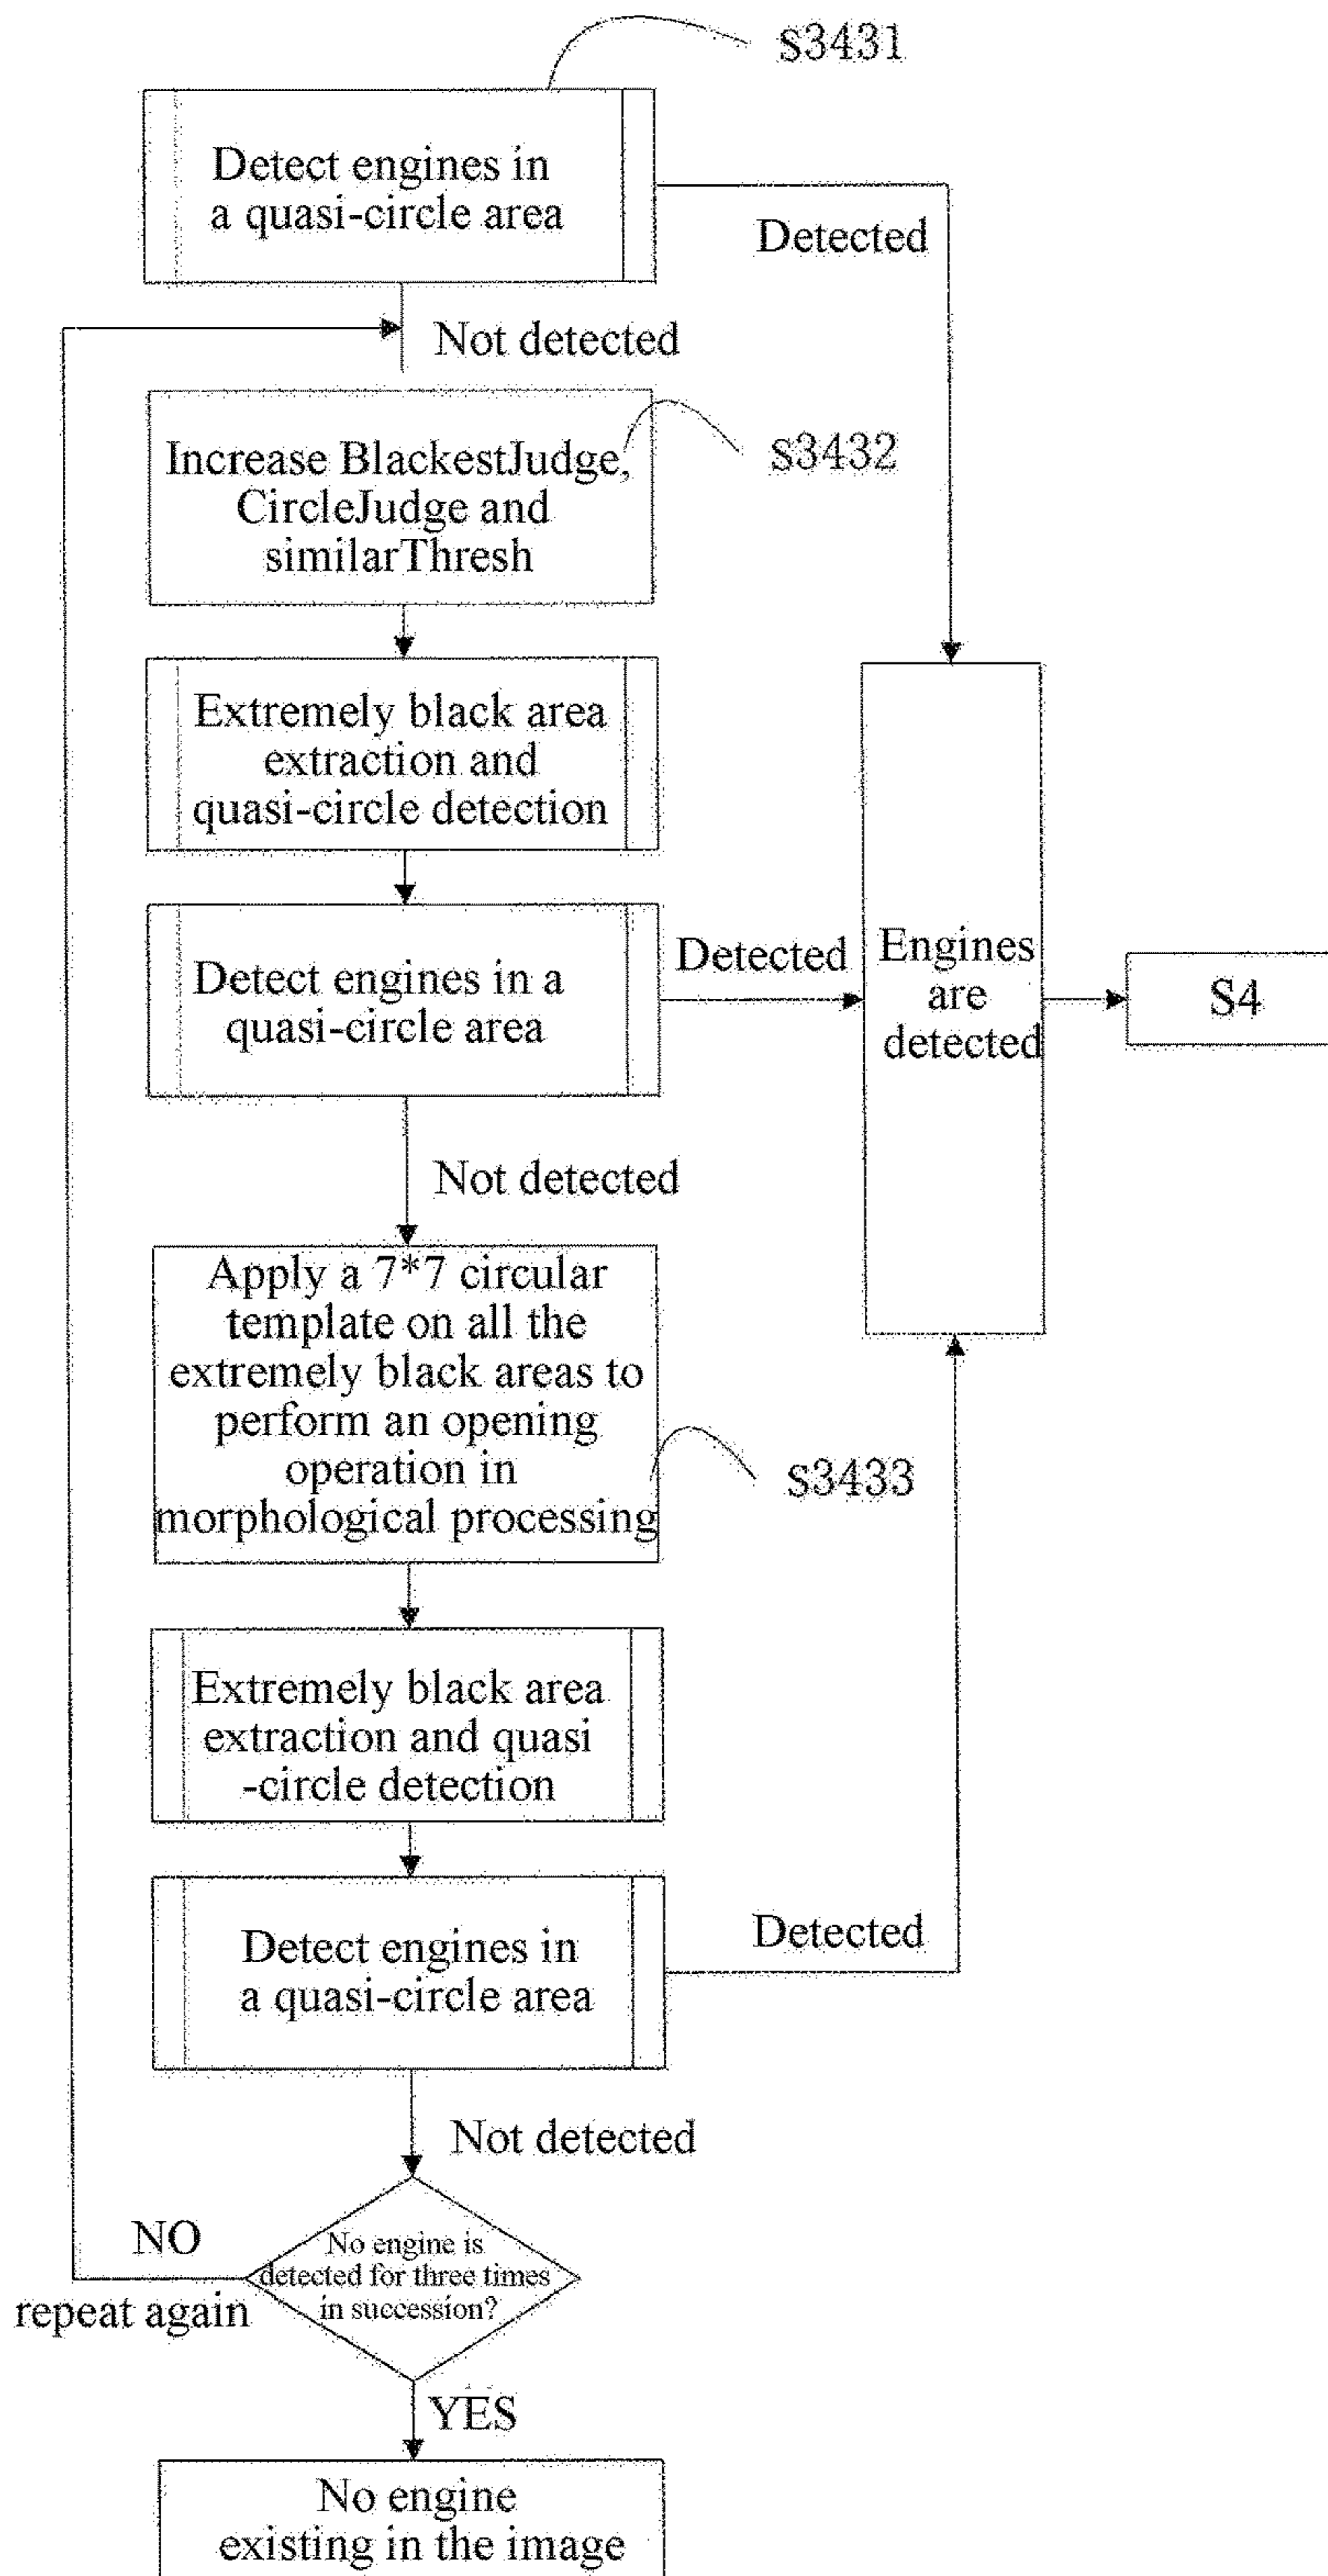 S3431
Detect engines in
a quasi-circle area
Detected
Not detected
Increase BlackestJudge,
CircleJudge and
similarThresh
S3432
Extremely black area
extraction and
quasi-circle detection
Detect engines in a
quasi-circle area
Detected
Engines
are
detected
S4
Not detected
Apply a 7*7 circular
template on all the
extremely black areas to
perform an opening
operation in
morphological processing
S3433
Extremely black area
extraction and quasi
-circle detection
Detect engines in
a quasi-circle area
Detected
Not detected
NO
repeat again
No engine is
detected for three times
in succession?
YES
No engine
existing in the image